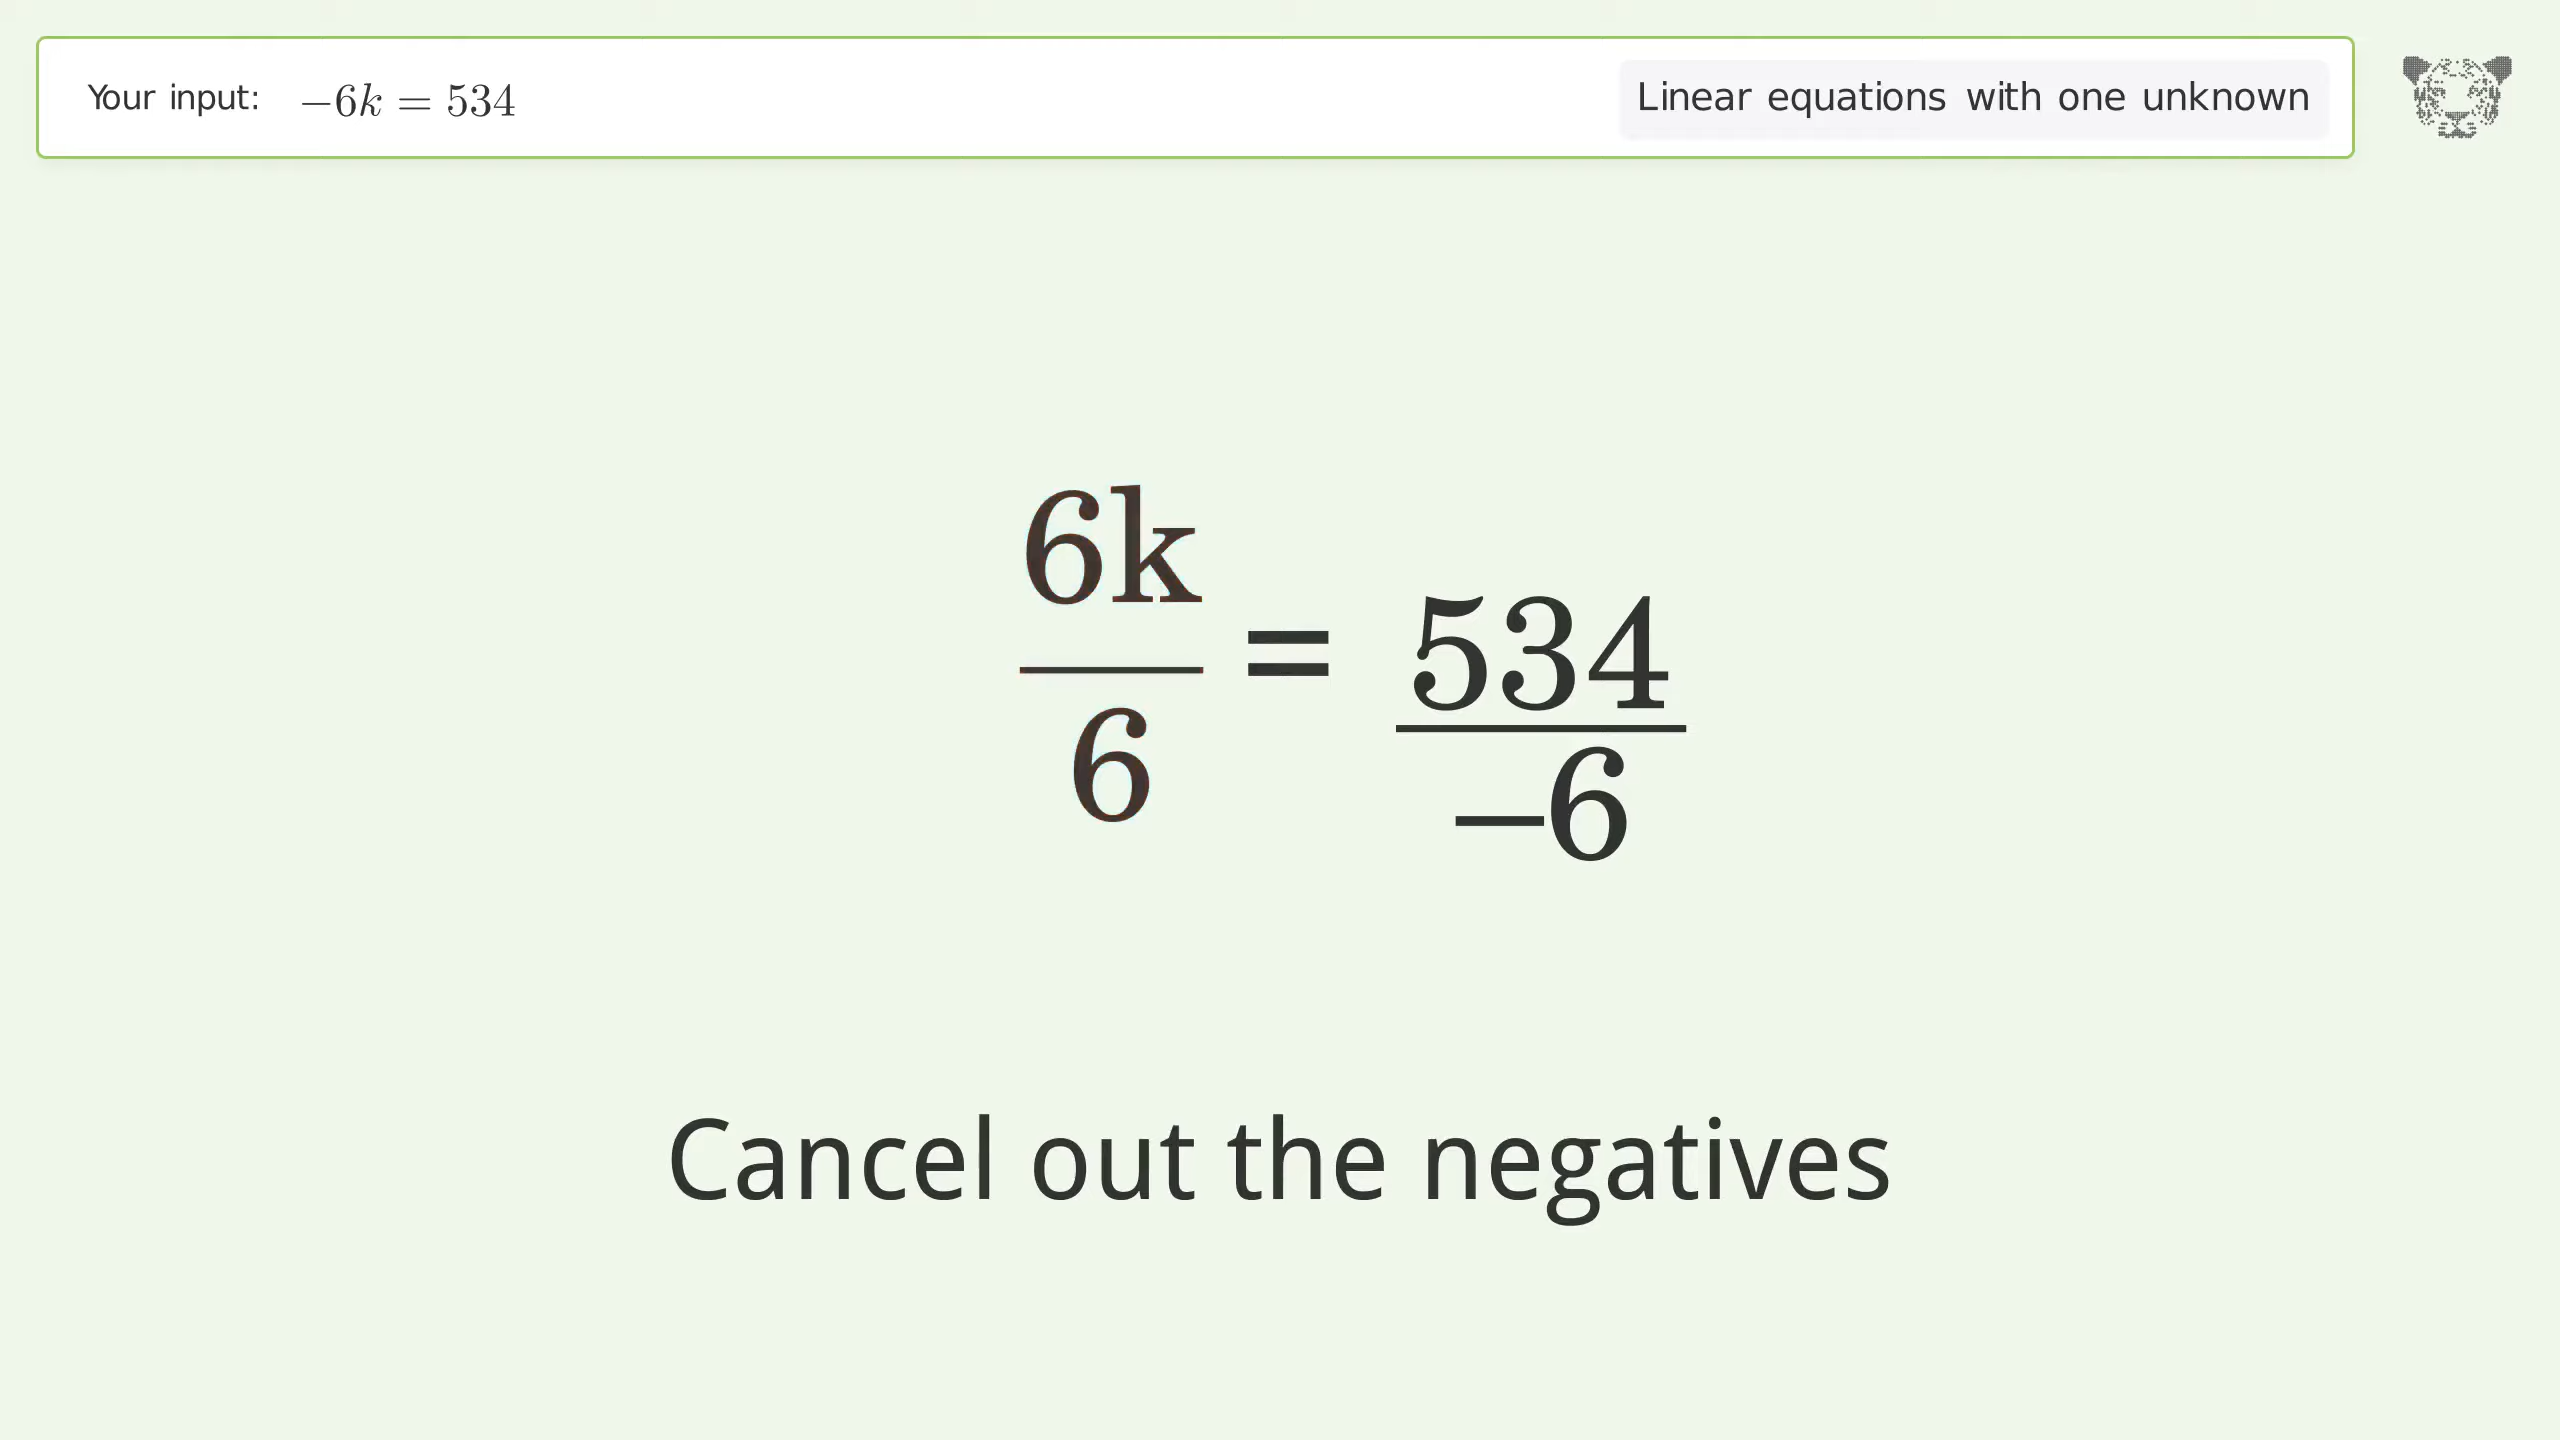 Your input: −6k = 534
Linear equations with one unknown
6k/6 = 534/−6
Cancel out the negatives